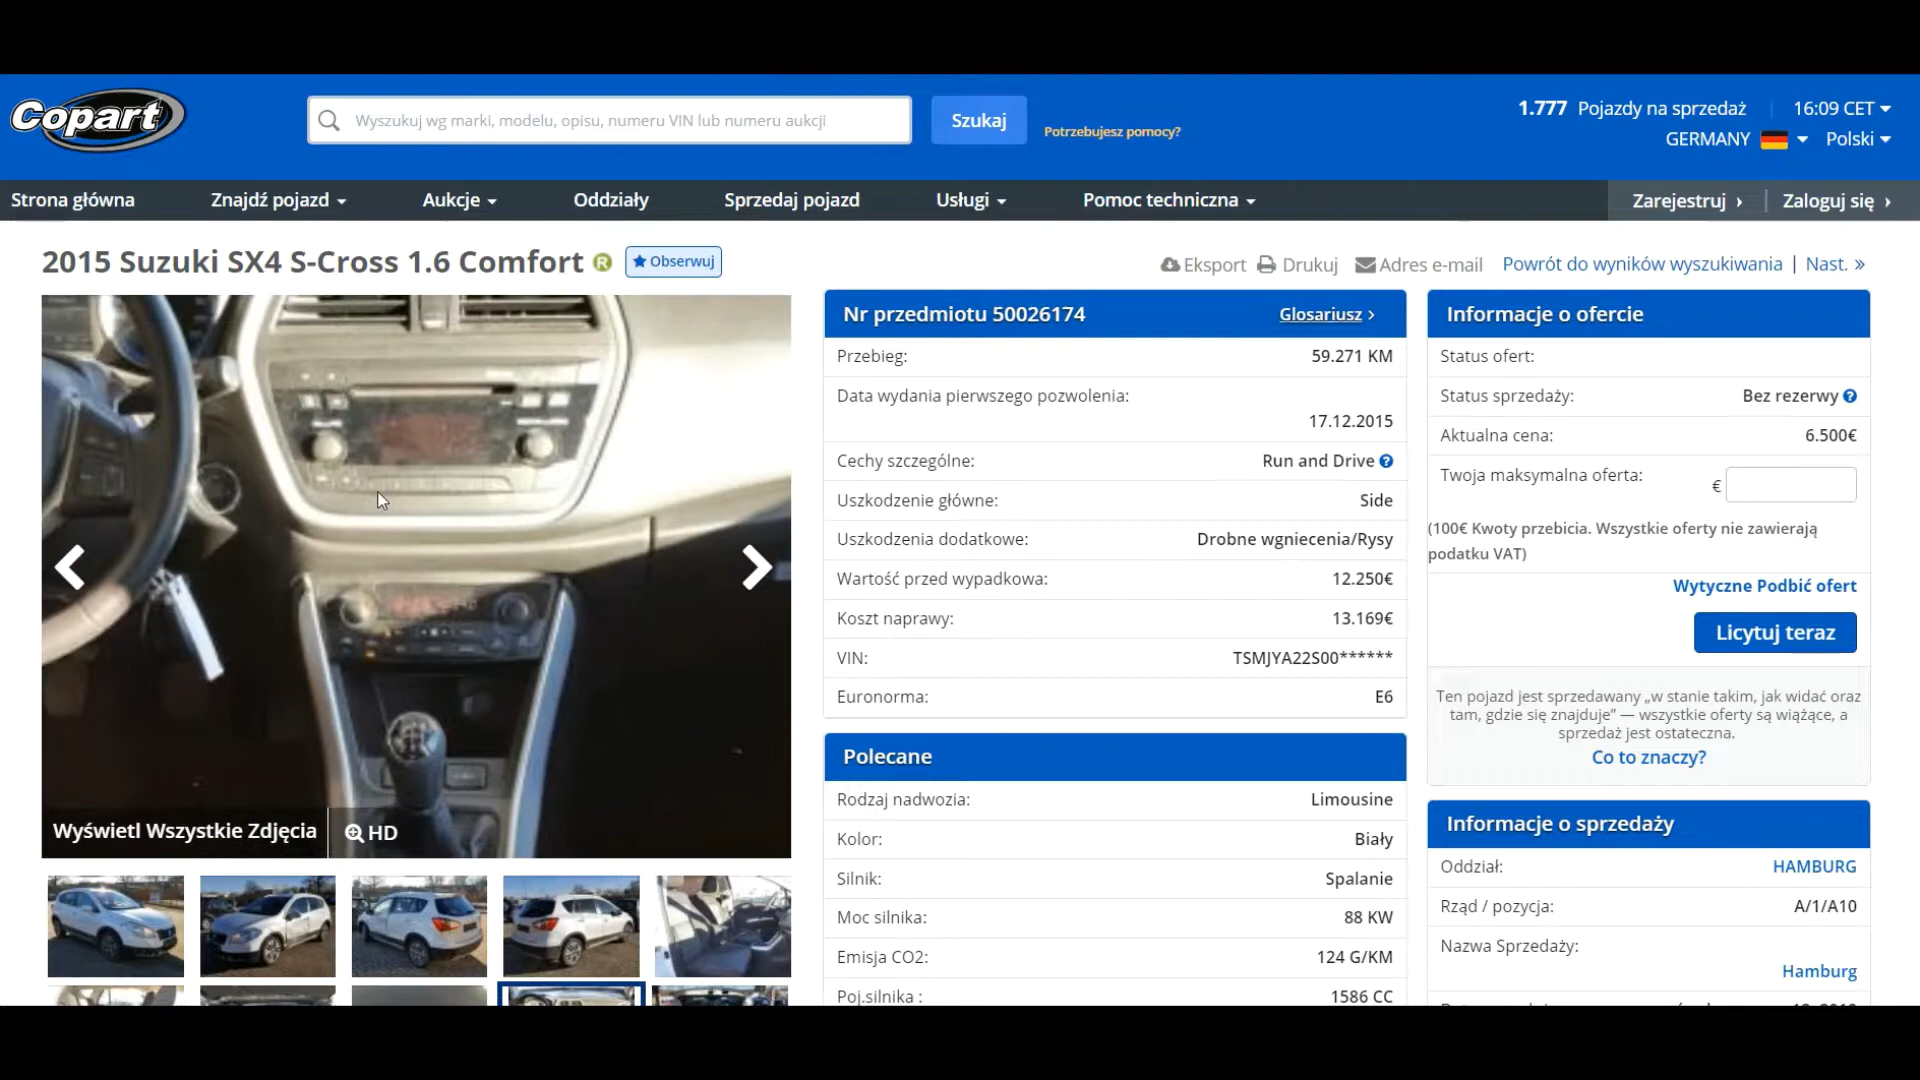 Copart
Wyszukuj wg marki, modelu, opisu, numeru VIN lub numeru aukcji
Szukaj
Potrzebujesz pomocy?
1.777 Pojazdy na sprzedaż
16:09 CET
GERMANY
Polski
Strona główna
Znajdź pojazd
Aukcje
Oddziały
Sprzedaj pojazd
Usługi
Pomoc techniczna
Zarejestruj ›
Zaloguj się ›
2015 Suzuki SX4 S-Cross 1.6 Comfort
R
Obserwuj
Eksport
Drukuj
Adres e-mail
Powrót do wyników wyszukiwania | Nast. »
Wyświetl Wszystkie Zdjęcia
HD
Nr przedmiotu 50026174
Glosariusz ›
Przebieg: 59.271 KM
Data wydania pierwszego pozwolenia:
17.12.2015
Cechy szczególne: Run and Drive ?
Uszkodzenie główne: Side
Uszkodzenia dodatkowe: Drobne wgniecenia/Rysy
Wartość przed wypadkowa: 12.250€
Koszt naprawy: 13.169€
VIN: TSMJYA22S00******
Euronorma: E6
Polecane
Rodzaj nadwozia: Limousine
Kolor: Biały
Silnik: Spalanie
Moc silnika: 88 KW
Emisja CO2: 124 G/KM
Poj.silnika : 1586 CC
Informacje o ofercie
Status ofert:
Status sprzedaży: Bez rezerwy ?
Aktualna cena: 6.500€
Twoja maksymalna oferta: €
(100€ Kwoty przebicia. Wszystkie oferty nie zawierają
podatku VAT)
Wytyczne Podbić ofert
Licytuj teraz
Ten pojazd jest sprzedawany „w stanie takim, jak widać oraz
tam, gdzie się znajduje” — wszystkie oferty są wiążące, a
sprzedaż jest ostateczna.
Co to znaczy?
Informacje o sprzedaży
Oddział: HAMBURG
Rząd / pozycja: A/1/A10
Nazwa Sprzedaży:
Hamburg